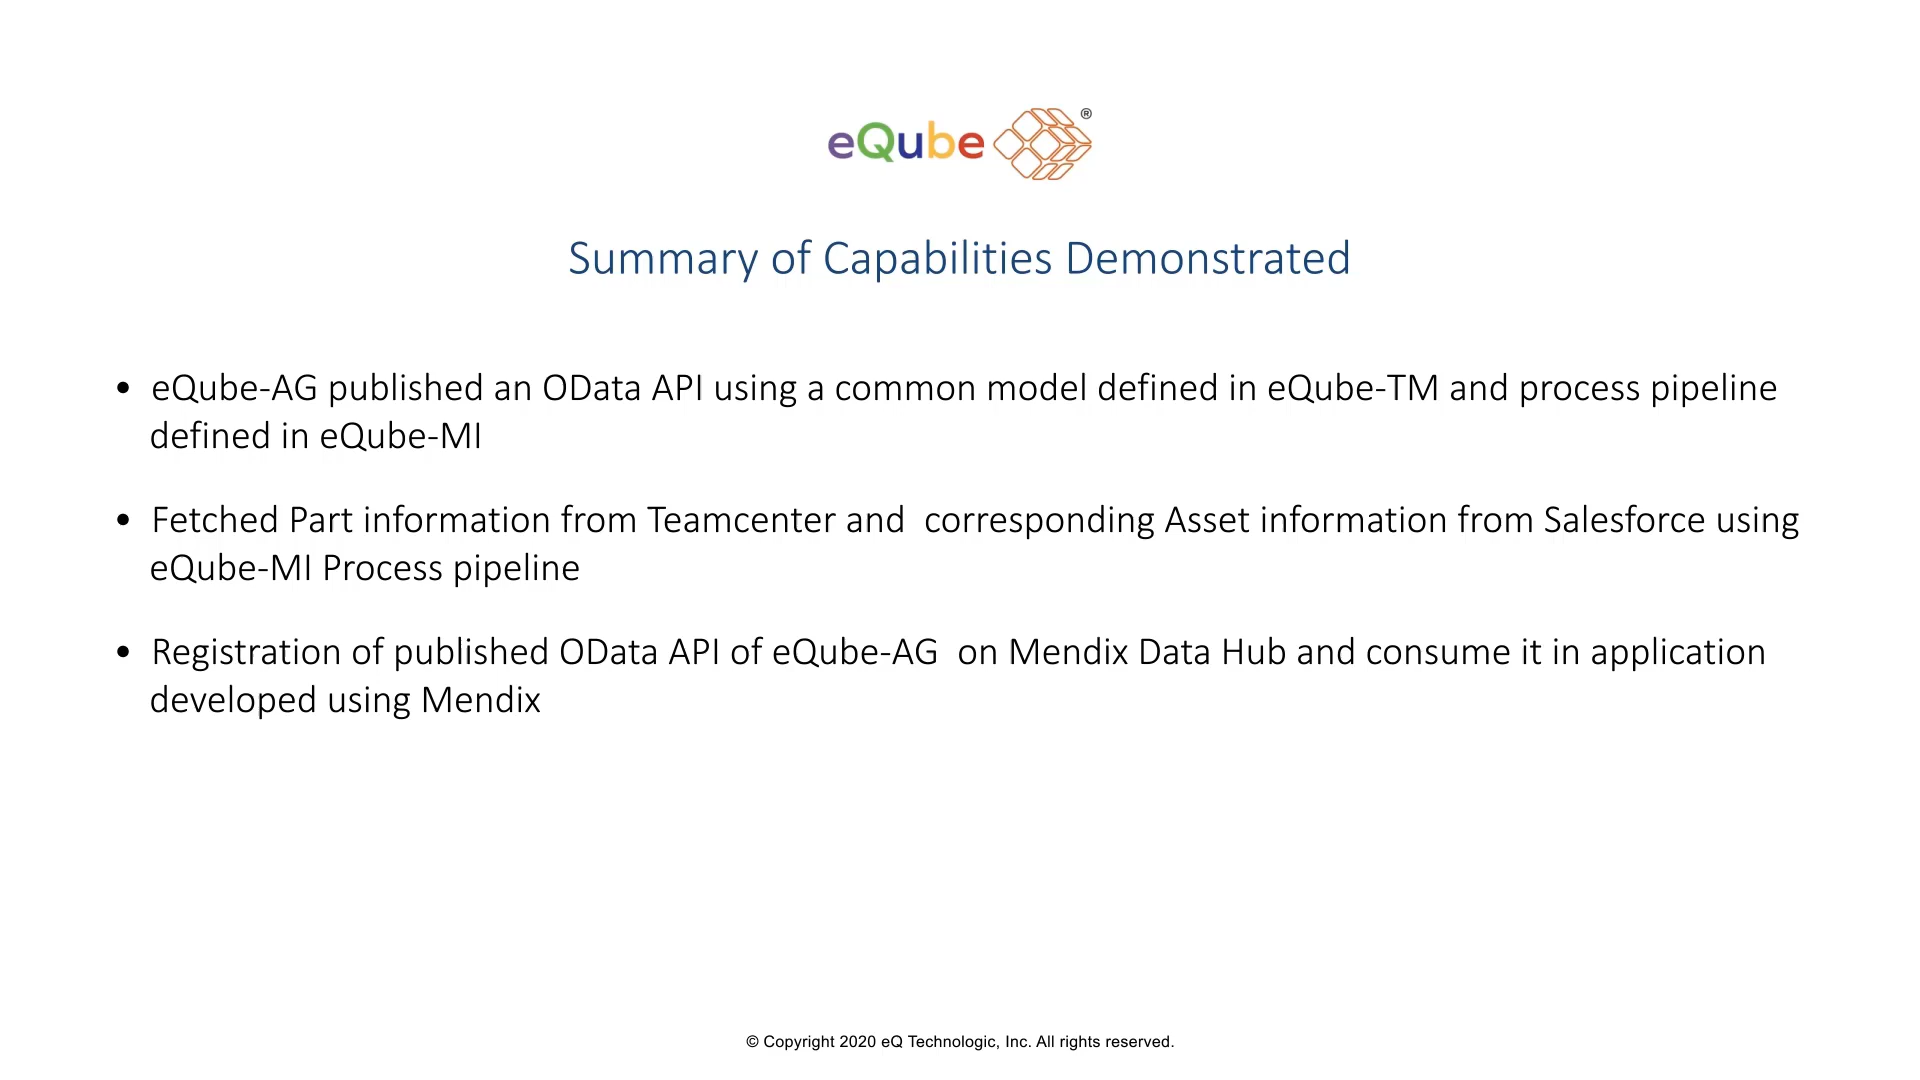 eQube ®
Summary of Capabilities Demonstrated
• eQube-AG published an OData API using a common model defined in eQube-TM and process pipeline
defined in eQube-MI
• Fetched Part information from Teamcenter and  corresponding Asset information from Salesforce using
eQube-MI Process pipeline
• Registration of published OData API of eQube-AG  on Mendix Data Hub and consume it in application
developed using Mendix
© Copyright 2020 eQ Technologic, Inc. All rights reserved.